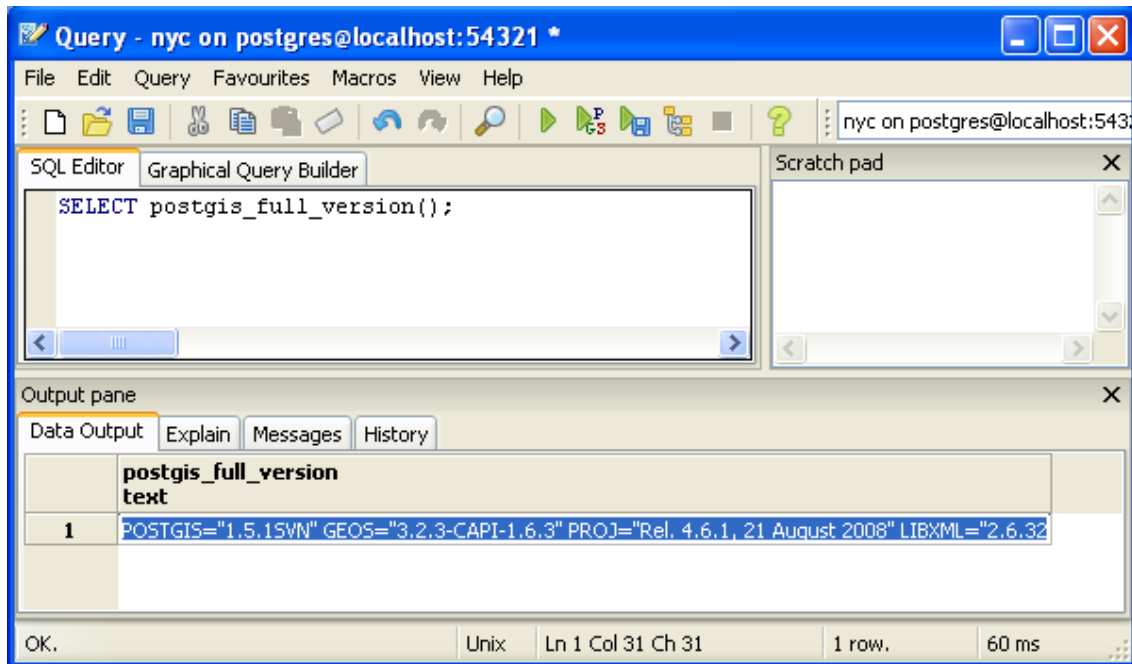 Query - nyc on postgres@localhost:54321 *
File Edit Query Favourites Macros View Help
nyc on postgres@localhost:543
SQL Editor Graphical Query Builder
Scratch pad
SELECT postgis_full_version();
Output pane
Data Output Explain Messages History
postgis_full_version
text
1 POSTGIS="1.5.1SVN" GEOS="3.2.3-CAPI-1.6.3" PROJ="Rel. 4.6.1, 21 August 2008" LIBXML="2.6.32
OK. Unix Ln 1 Col 31 Ch 31 1 row. 60 ms